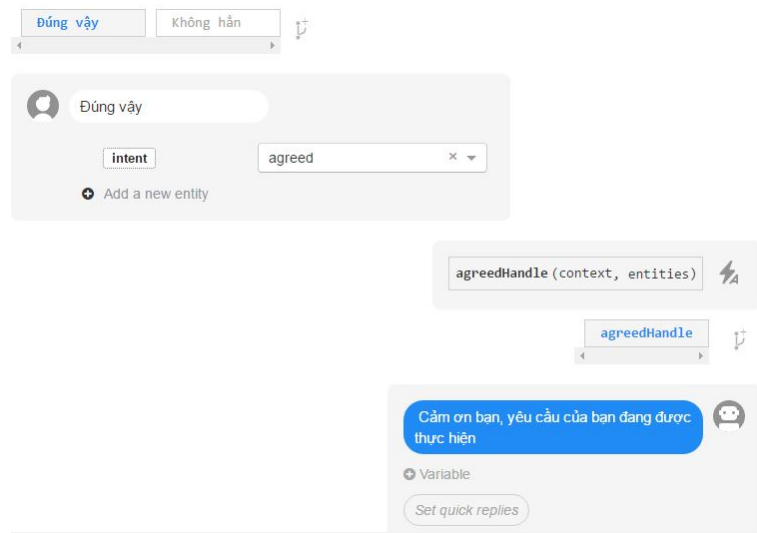 Đúng vậy Không hẳn
Đúng vậy
intent agreed
Add a new entity
agreedHandle(context, entities)
agreedHandle
Cảm ơn bạn, yêu cầu của bạn đang được
thực hiện
Variable
Set quick replies